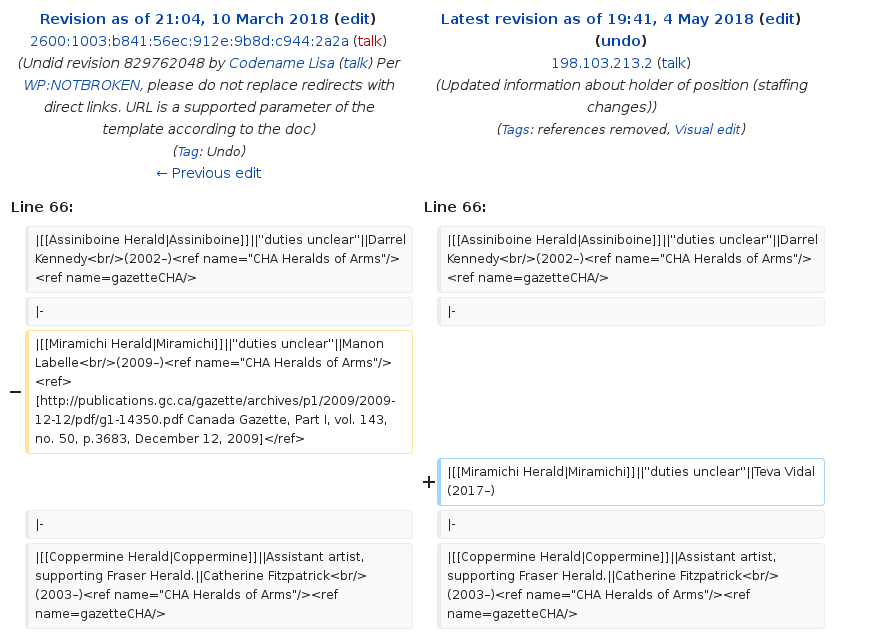 Revision as of 21:04, 10 March 2018 (edit)
2600:1003:b841:56ec:912e:9b8d:c944:2a2a (talk)
(Undid revision 829762048 by Codename Lisa (talk) Per
WP:NOTBROKEN, please do not replace redirects with
direct links. URL is a supported parameter of the
template according to the doc)
(Tag: Undo)
← Previous edit
Latest revision as of 19:41, 4 May 2018 (edit)
(undo)
198.103.213.2 (talk)
(Updated information about holder of position (staffing
changes))
(Tags: references removed, Visual edit)
Line 66:
Line 66:
|[[Assiniboine Herald|Assiniboine]]||''duties unclear''||Darrel
Kennedy<br/>(2002–)<ref name="CHA Heralds of Arms"/>
<ref name=gazetteCHA/>
|[[Assiniboine Herald|Assiniboine]]||''duties unclear''||Darrel
Kennedy<br/>(2002–)<ref name="CHA Heralds of Arms"/>
<ref name=gazetteCHA/>
|-
|-
−
|[[Miramichi Herald|Miramichi]]||''duties unclear''||Manon
Labelle<br/>(2009–)<ref name="CHA Heralds of Arms"/>
<ref>
[http://publications.gc.ca/gazette/archives/p1/2009/2009-
12-12/pdf/g1-14350.pdf Canada Gazette, Part I, vol. 143,
no. 50, p.3683, December 12, 2009]</ref>
+
|[[Miramichi Herald|Miramichi]]||''duties unclear''||Teva Vidal
(2017–)
|-
|-
|[[Coppermine Herald|Coppermine]]||Assistant artist,
supporting Fraser Herald.||Catherine Fitzpatrick<br/>
(2003–)<ref name="CHA Heralds of Arms"/><ref
name=gazetteCHA/>
|[[Coppermine Herald|Coppermine]]||Assistant artist,
supporting Fraser Herald.||Catherine Fitzpatrick<br/>
(2003–)<ref name="CHA Heralds of Arms"/><ref
name=gazetteCHA/>